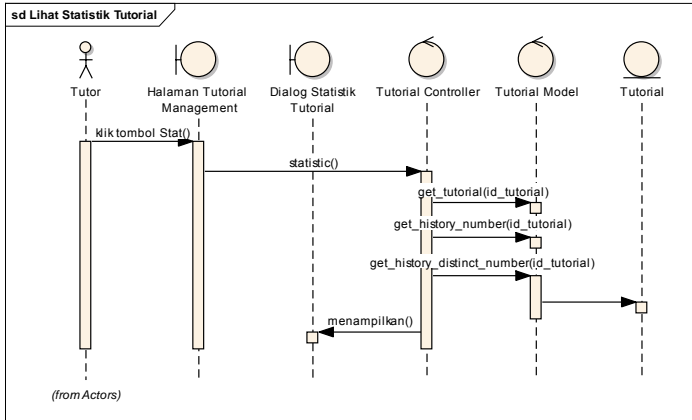 sd Lihat Statistik Tutorial
Tutor
Halaman Tutorial
Management
Dialog Statistik
Tutorial
Tutorial Controller
Tutorial Model
Tutorial
klik tombol Stat()
statistic()
get_tutorial(id_tutorial)
get_history_number(id_tutorial)
get_history_distinct_number(id_tutorial)
menampilkan()
(from Actors)